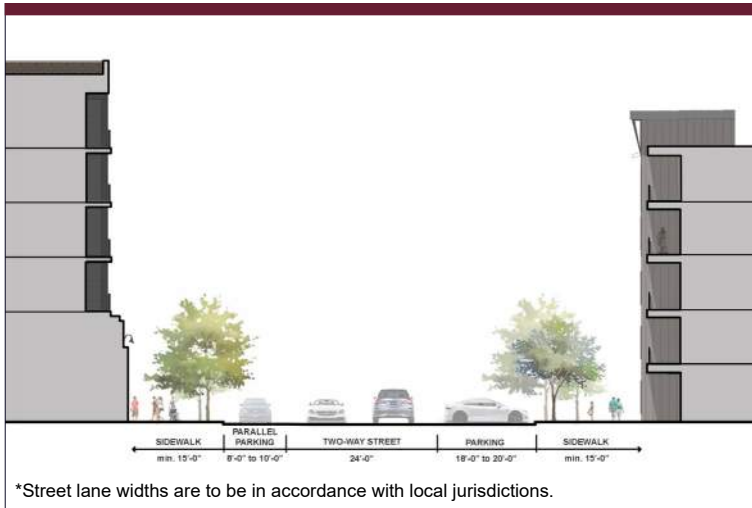 SIDEWALK
min. 15'-0"
PARALLEL
PARKING
8'-0" to 10'-0"
TWO-WAY STREET
24'-0"
PARKING
18'-0" to 20'-0"
SIDEWALK
min. 15'-0"
*Street lane widths are to be in accordance with local jurisdictions.